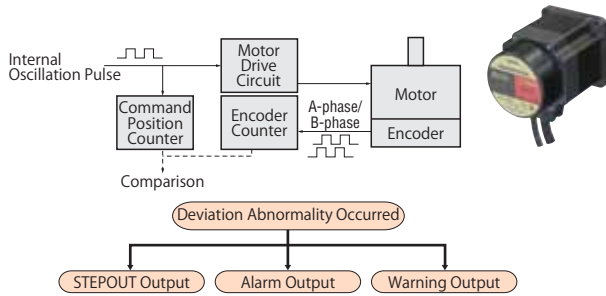 Internal
Oscillation Pulse
Motor
Drive
Circuit
Command
Position
Counter
Encoder
Counter
A-phase/
B-phase
Motor
Encoder
Comparison
Deviation Abnormality Occurred
STEPOUT Output
Alarm Output
Warning Output